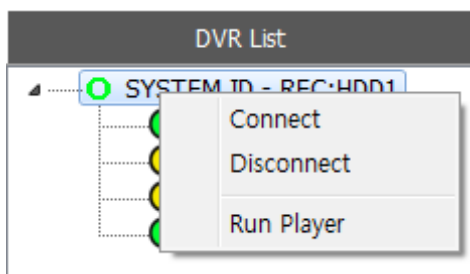 DVR List
SYSTEM ID - REC:HDD1
Connect
Disconnect
Run Player